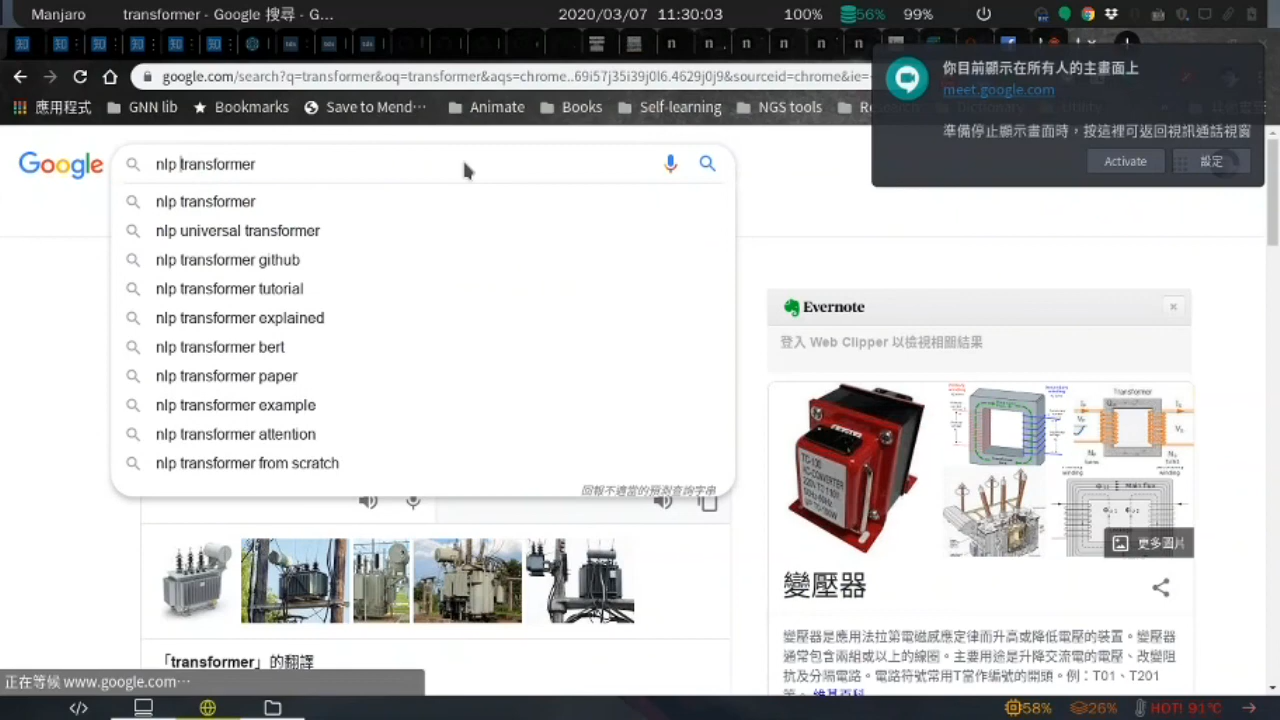 Manjaro transformer - Google 搜尋 - G… 2020/03/07 11:30:03 100% 56% 99%
google.com/search?q=transformer&oq=transformer&aqs=chrome..69i57j35i39j0l6.4629j0j9&sourceid=chrome&ie=
應用程式 GNN lib Bookmarks Save to Mend… Animate Books Self-learning NGS tools
你目前顯示在所有人的主畫面上
meet.google.com
準備停止顯示畫面時，按這裡可返回視訊通話視窗
Activate 設定
Google
nlp transformer
nlp transformer
nlp universal transformer
nlp transformer github
nlp transformer tutorial
nlp transformer explained
nlp transformer bert
nlp transformer paper
nlp transformer example
nlp transformer attention
nlp transformer from scratch
回報不適當的預測查詢字串
Evernote
登入 Web Clipper 以檢視相關結果
Transformer
更多圖片
變壓器
變壓器是應用法拉第電磁感應定律而升高或降低電壓的裝置。變壓器
通常包含兩組或以上的線圈。主要用途是升降交流電的電壓、改變阻
抗及分隔電路。電路符號常用T當作編號的開頭。例：T01、T201
等。 維基百科
「transformer」的翻譯
正在等候 www.google.com…
58% 26% HOT! 91°C